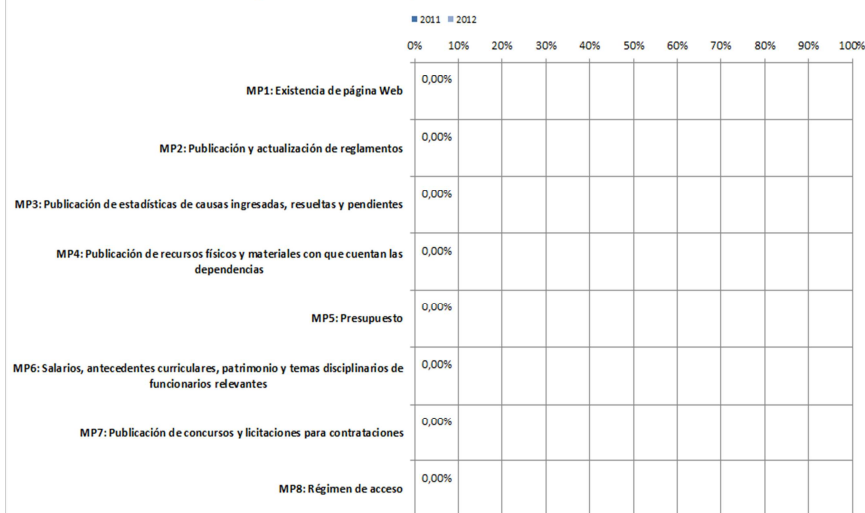 2011 2012
0% 10% 20% 30% 40% 50% 60% 70% 80% 90% 100%
MP1: Existencia de página Web 0,00%
MP2: Publicación y actualización de reglamentos 0,00%
MP3: Publicación de estadísticas de causas ingresadas, resueltas y pendientes 0,00%
MP4: Publicación de recursos físicos y materiales con que cuentan las
dependencias
0,00%
MP5: Presupuesto 0,00%
MP6: Salarios, antecedentes curriculares, patrimonio y temas disciplinarios de
funcionarios relevantes
0,00%
MP7: Publicación de concursos y licitaciones para contrataciones 0,00%
MP8: Régimen de acceso 0,00%